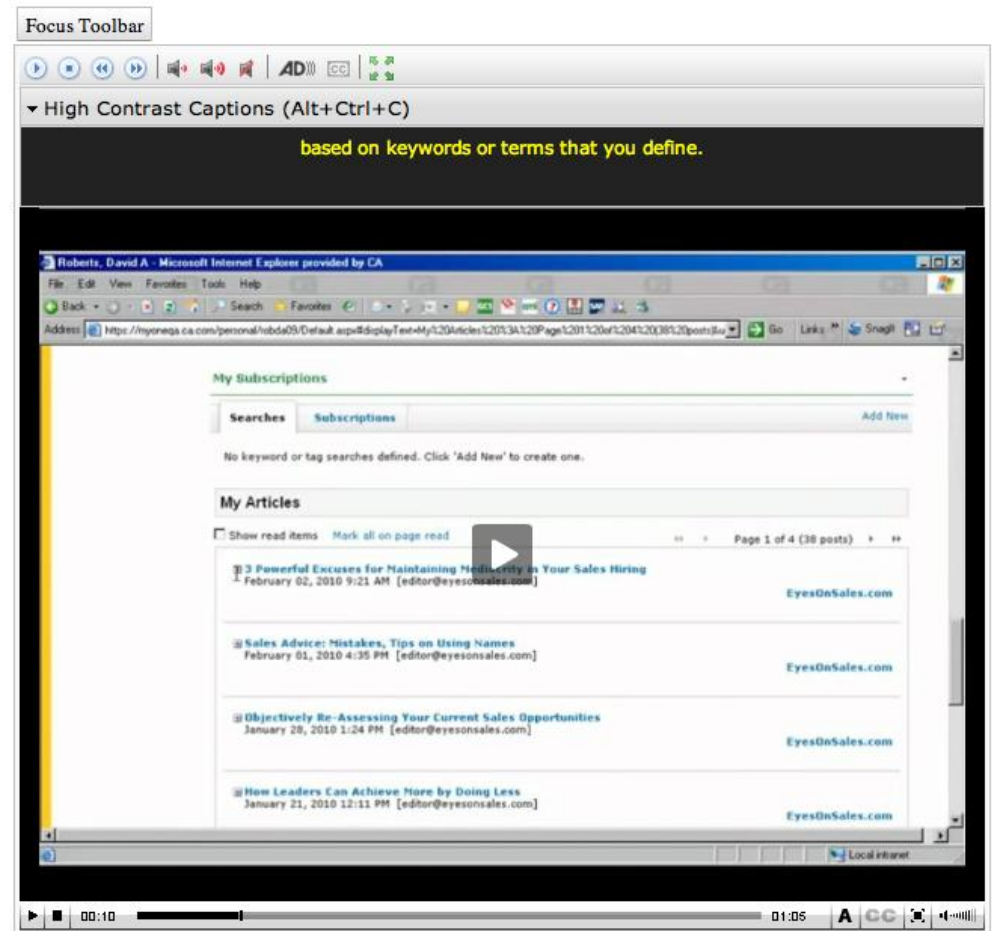 Focus Toolbar
AD CC
High Contrast Captions (Alt+Ctrl+C)
based on keywords or terms that you define.
Roberts, David A - Microsoft Internet Explorer provided by CA
File Edit View Favorites Tools Help
Back Search Favorites
Address Go Links SnagIt
My Subscriptions
Searches Subscriptions Add New
No keyword or tag searches defined. Click 'Add New' to create one.
My Articles
Show read items Mark all on page read Page 1 of 4 (38 posts)
3 Powerful Excuses for Maintaining Mediocrity in Your Sales Hiring
February 02, 2010 9:21 AM [editor@eyesonsales.com]
EyesOnSales.com
Sales Advice: Mistakes, Tips on Using Names
February 01, 2010 4:35 PM [editor@eyesonsales.com]
EyesOnSales.com
Objectively Re-Assessing Your Current Sales Opportunities
January 28, 2010 1:24 PM [editor@eyesonsales.com]
EyesOnSales.com
How Leaders Can Achieve More by Doing Less
January 21, 2010 12:11 PM [editor@eyesonsales.com]
EyesOnSales.com
Local intranet
00:10 01:05 A CC